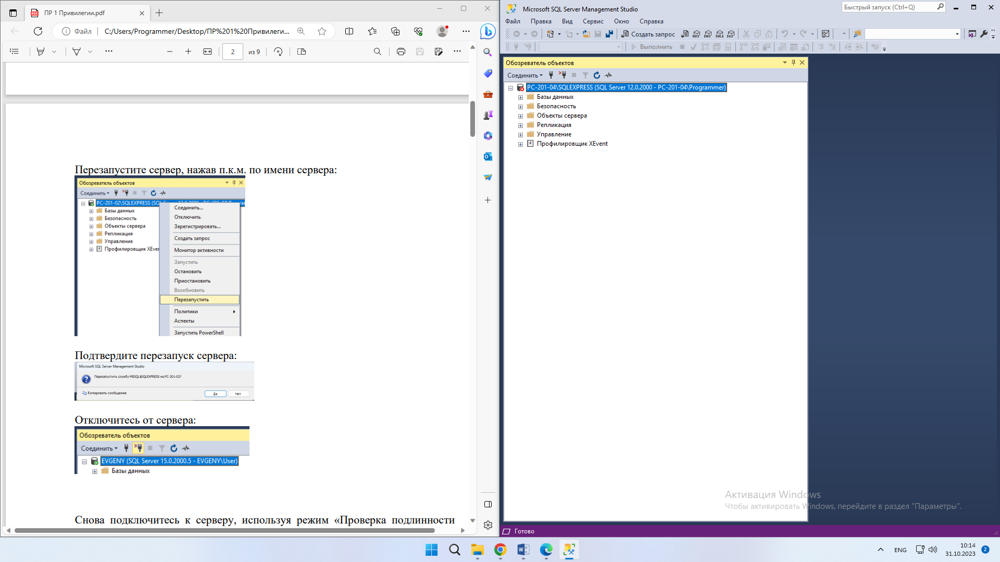 ПР 1 Привилегии.pdf
Файл
C:/Users/Programmer/Desktop/ПР%201%20Привилеги...
2 из 9
Перезапустите сервер, нажав п.к.м. по имени сервера:
Обозреватель объектов
Соединить
PC-201-02\SQLEXPRESS
Базы данных
Безопасность
Объекты сервера
Репликация
Управление
Профилировщик XEver
Соединить...
Отключить
Зарегистрировать...
Создать запрос
Монитор активности
Запустить
Остановить
Приостановить
Возобновить
Перезапустить
Политики
Аспекты
Запустить PowerShell
Подтвердите перезапуск сервера:
Microsoft SQL Server Management Studio
Перезапустить службу MSSQL$SQLEXPRESS на PC-201-02?
Копировать сообщение
Да
Нет
Отключитесь от сервера:
Обозреватель объектов
Соединить
EVGENY (SQL Server 15.0.2000.5 - EVGENY\User)
Базы данных
Снова подключитесь к серверу, используя режим «Проверка подлинности
Microsoft SQL Server Management Studio
Быстрый запуск (Ctrl+Q)
Файл Правка Вид Сервис Окно Справка
Создать запрос
MDX DMX XMLA DAX
Выполнить
Обозреватель объектов
Соединить
PC-201-04\SQLEXPRESS (SQL Server 12.0.2000 - PC-201-04\Programmer)
Базы данных
Безопасность
Объекты сервера
Репликация
Управление
Профилировщик XEvent
Активация Windows
Чтобы активировать Windows, перейдите в раздел "Параметры".
Готово
ENG
10:14
31.10.2023
2